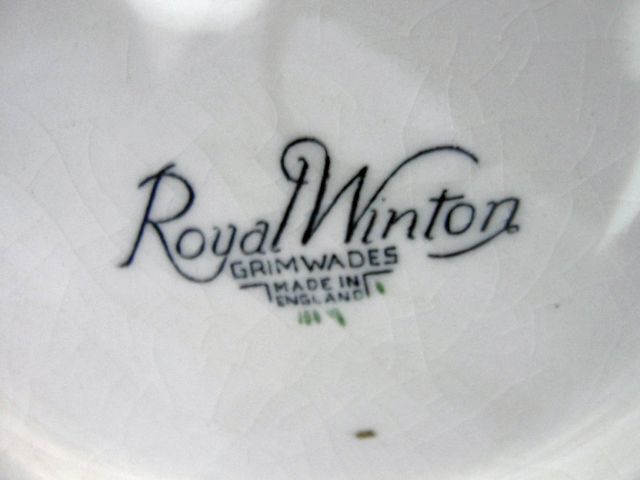 Royal Winton
GRIMWADES
MADE IN
ENGLAND